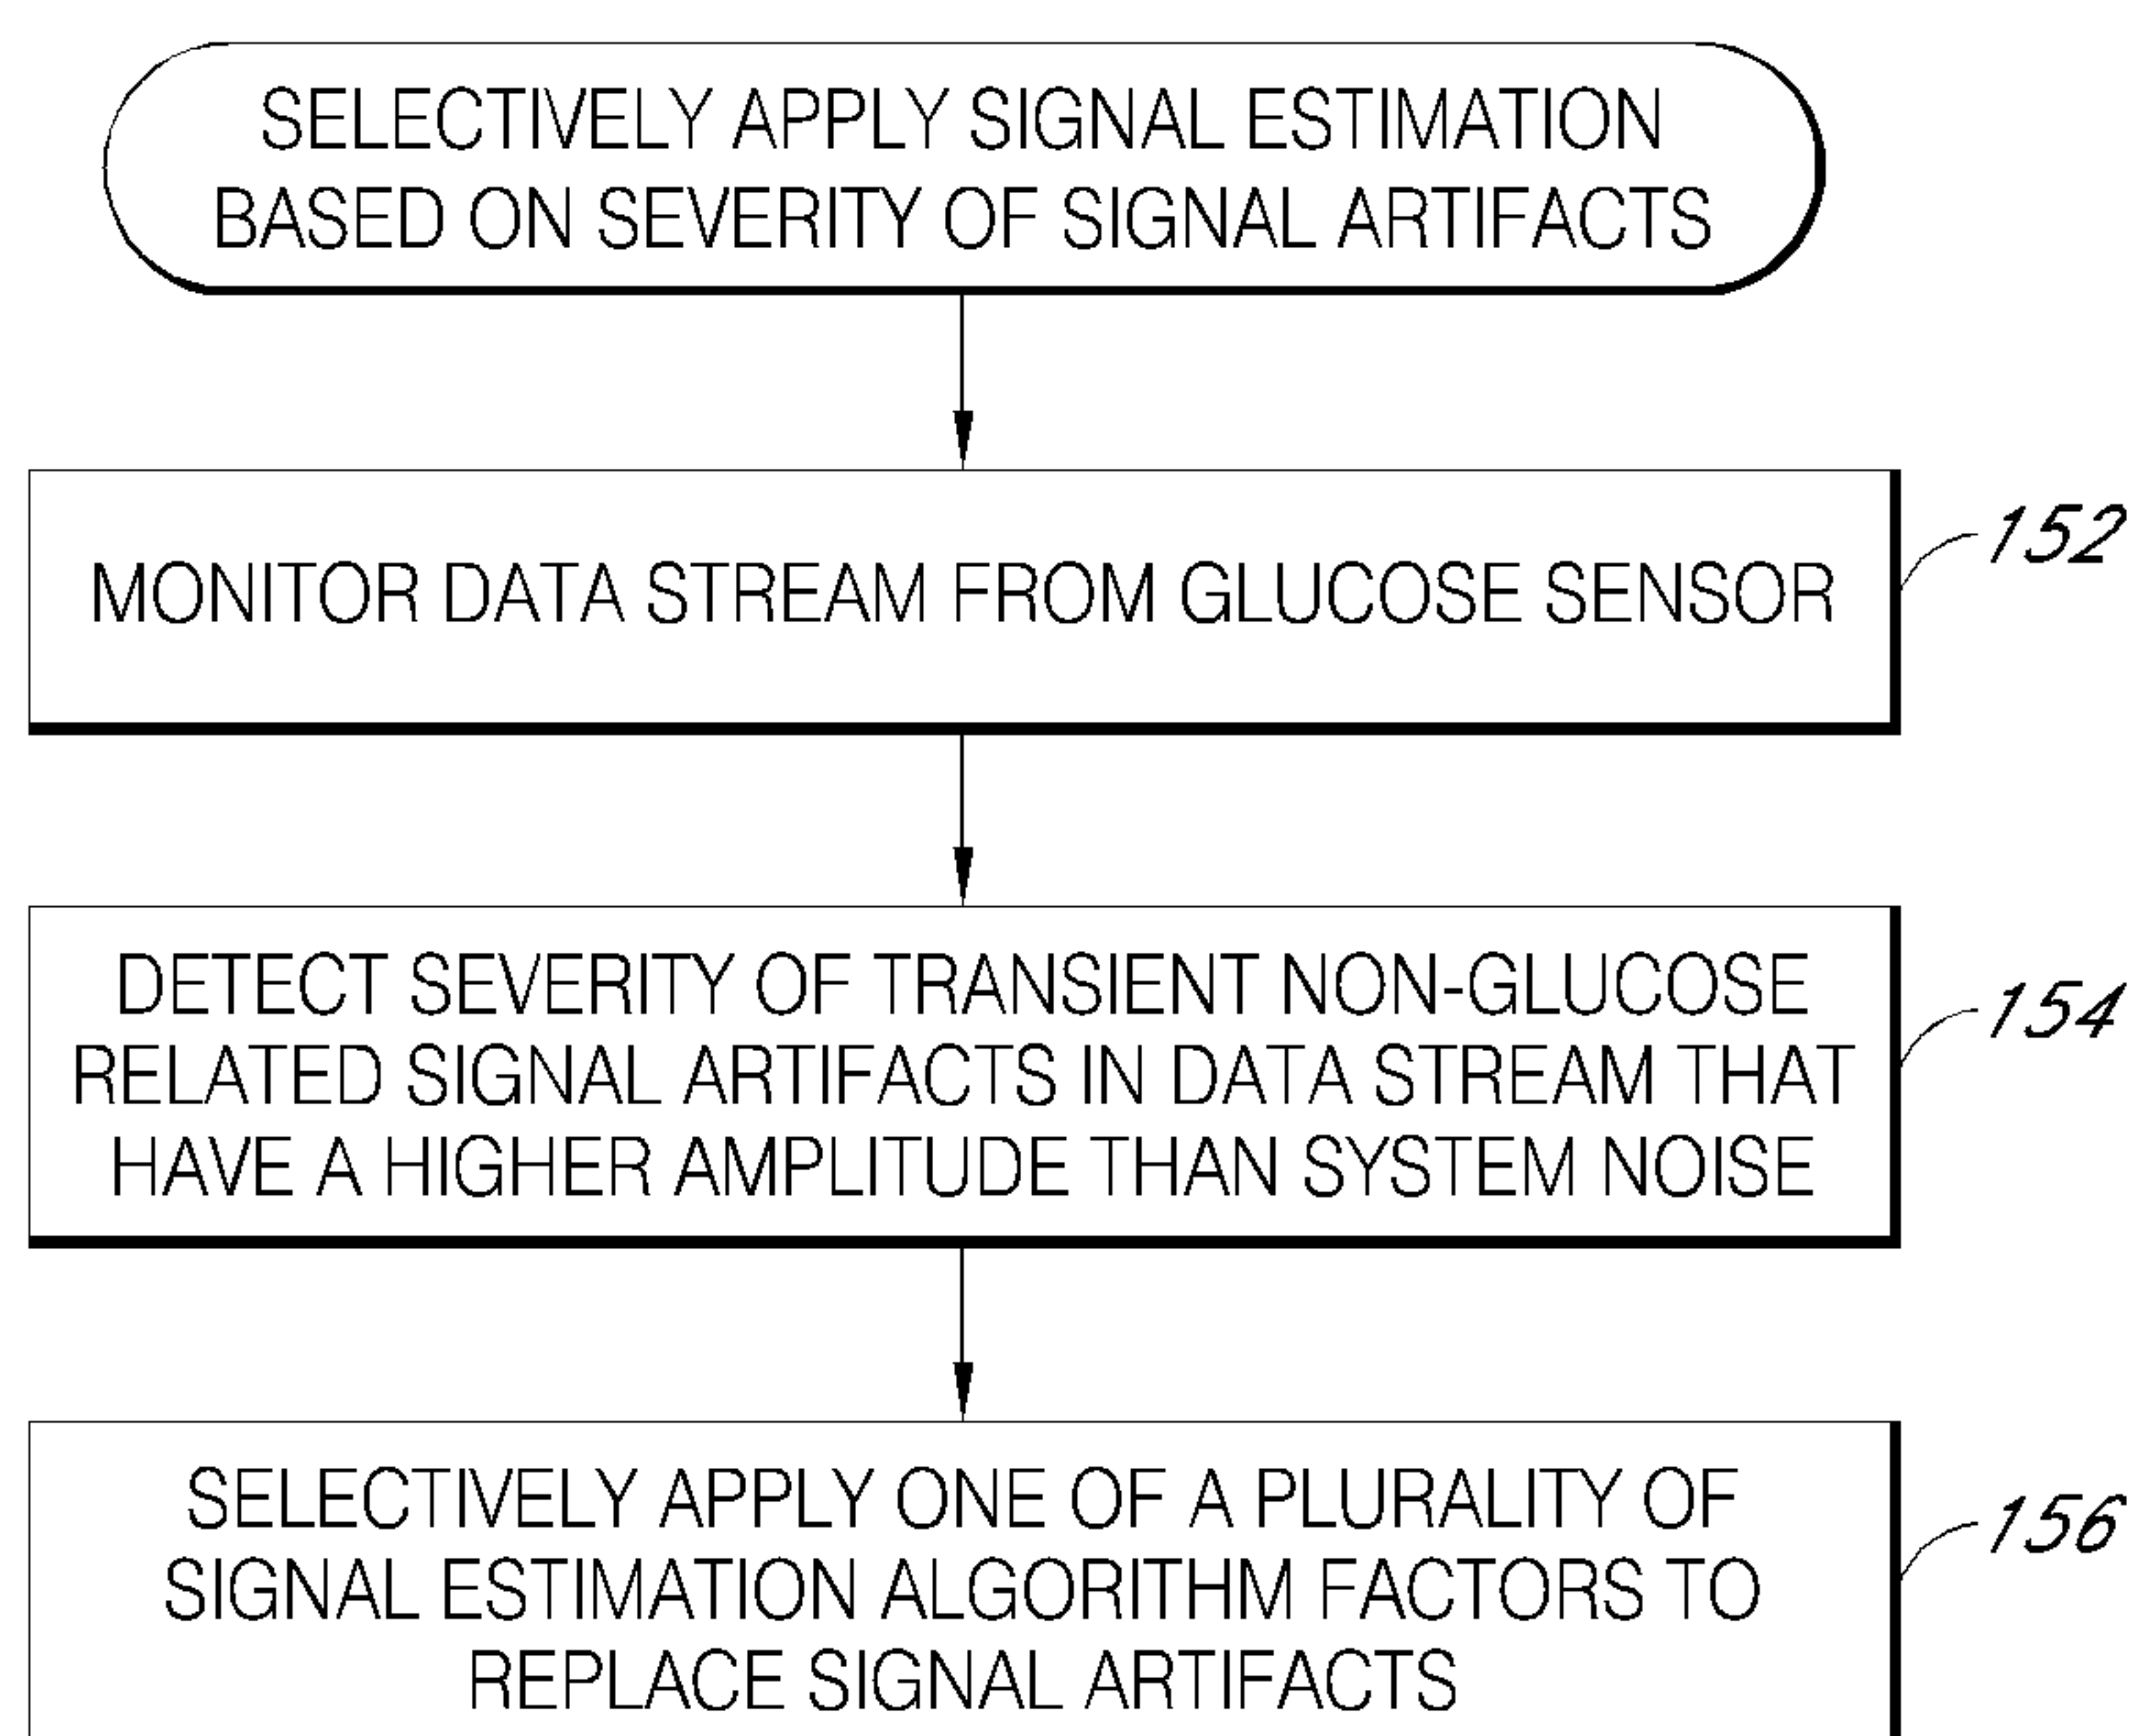 SELECTIVELY APPLY SIGNAL ESTIMATION
BASED ON SEVERITY OF SIGNAL ARTIFACTS
MONITOR DATA STREAM FROM GLUCOSE SENSOR
152
DETECT SEVERITY OF TRANSIENT NON-GLUCOSE
RELATED SIGNAL ARTIFACTS IN DATA STREAM THAT
HAVE A HIGHER AMPLITUDE THAN SYSTEM NOISE
154
SELECTIVELY APPLY ONE OF A PLURALITY OF
SIGNAL ESTIMATION ALGORITHM FACTORS TO
REPLACE SIGNAL ARTIFACTS
156